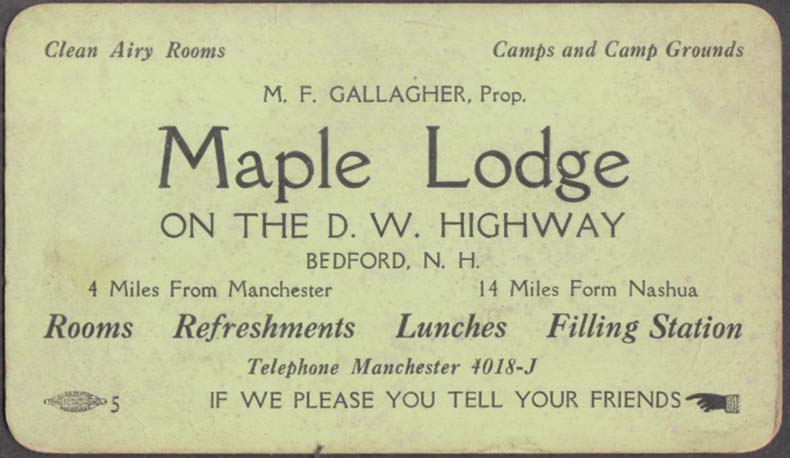 Clean Airy Rooms Camps and Camp Grounds
M. F. GALLAGHER, Prop.
Maple Lodge
ON THE D. W. HIGHWAY
BEDFORD, N. H.
4 Miles From Manchester 14 Miles Form Nashua
Rooms Refreshments Lunches Filling Station
Telephone Manchester 4018-J
5 IF WE PLEASE YOU TELL YOUR FRIENDS